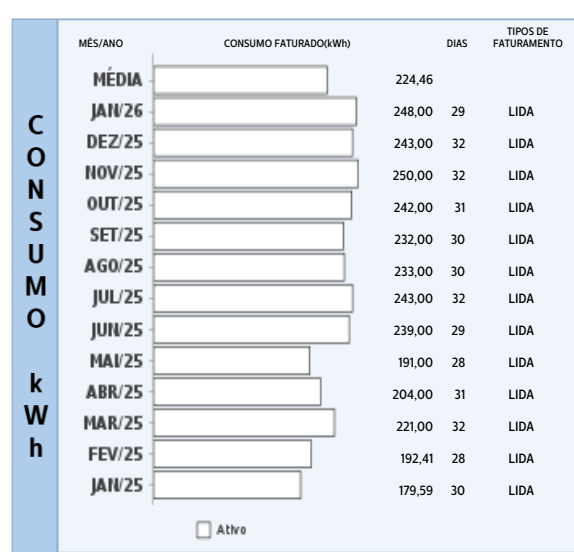 MÊS/ANO CONSUMO FATURADO(kWh) DIAS TIPOS DE FATURAMENTO
CONSUMO kWh
MÉDIA 224,46
JAN/26 248,00 29 LIDA
DEZ/25 243,00 32 LIDA
NOV/25 250,00 32 LIDA
OUT/25 242,00 31 LIDA
SET/25 232,00 30 LIDA
AGO/25 233,00 30 LIDA
JUL/25 243,00 32 LIDA
JUN/25 239,00 29 LIDA
MAI/25 191,00 28 LIDA
ABR/25 204,00 31 LIDA
MAR/25 221,00 32 LIDA
FEV/25 192,41 28 LIDA
JAN/25 179,59 30 LIDA
Ativo